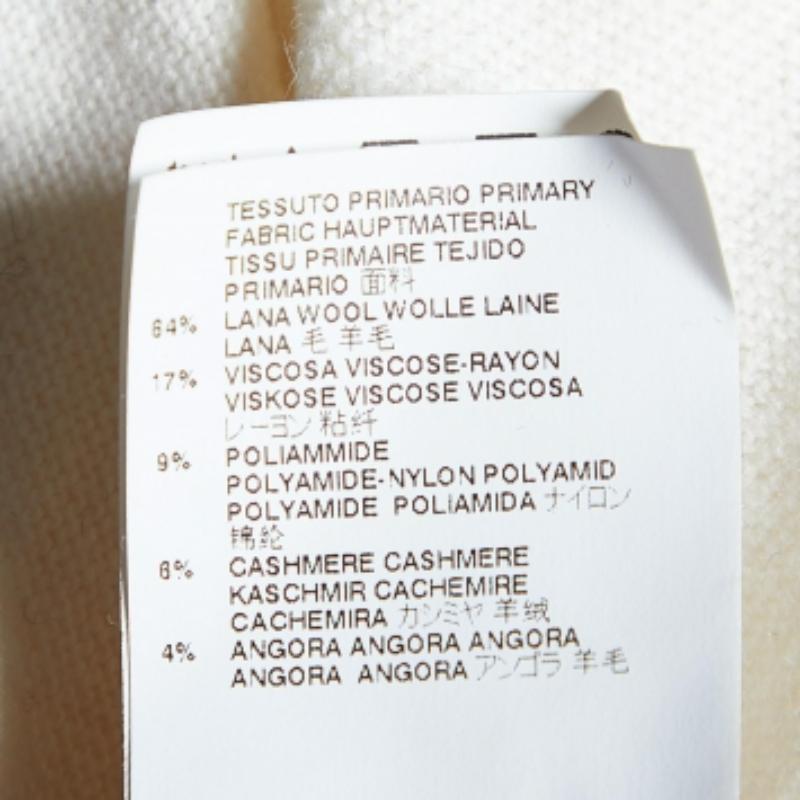 TESSUTO PRIMARIO PRIMARY
FABRIC HAUPTMATERIAL
TISSU PRIMAIRE TEJIDO
PRIMARIO 面料
64% LANA WOOL WOLLE LAINE
LANA 毛 羊毛
17% VISCOSA VISCOSE-RAYON
VISKOSE VISCOSE VISCOSA
レーヨン 粘纤
9% POLIAMMIDE
POLYAMIDE-NYLON POLYAMID
POLYAMIDE POLIAMIDA ナイロン
锦纶
6% CASHMERE CASHMERE
KASCHMIR CACHEMIRE
CACHEMIRA カシミヤ 羊绒
4% ANGORA ANGORA ANGORA
ANGORA ANGORA アンゴラ 羊毛